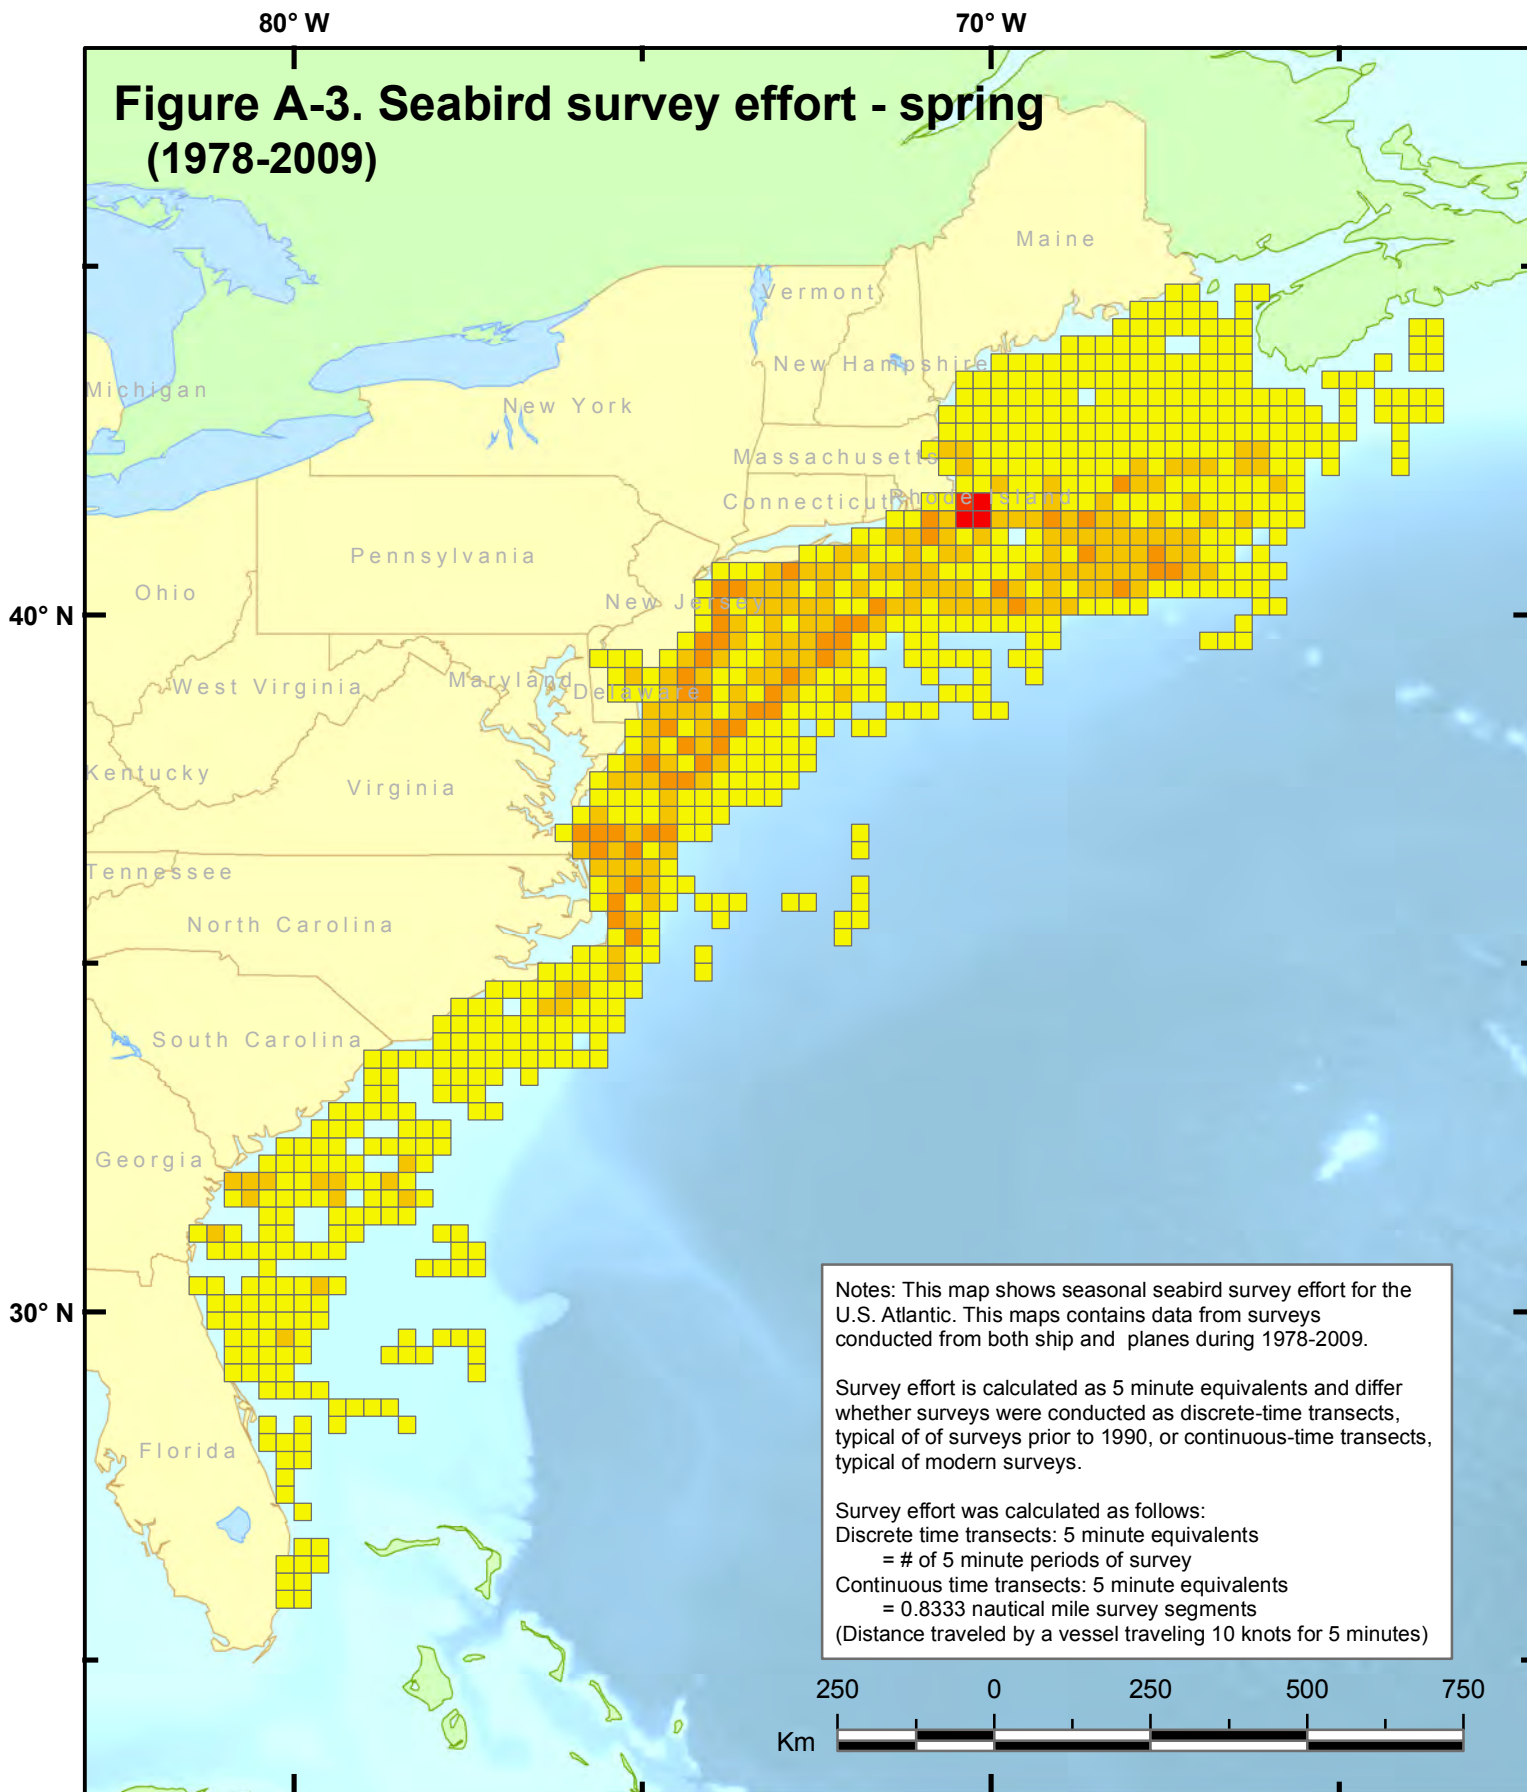 80° W
70° W
Figure A-3. Seabird survey effort - spring
(1978-2009)
Maine
Vermont
New Hampshire
Michigan
New York
Massachusetts
Connecticut
Rhode Island
Pennsylvania
Ohio
New Jersey
40° N
Maryland
West Virginia
Delaware
Kentucky
Virginia
Tennessee
North Carolina
South Carolina
Georgia
30° N
Florida
Notes: This map shows seasonal seabird survey effort for the
U.S. Atlantic. This maps contains data from surveys
conducted from both ship and planes during 1978-2009.
Survey effort is calculated as 5 minute equivalents and differ
whether surveys were conducted as discrete-time transects,
typical of of surveys prior to 1990, or continuous-time transects,
typical of modern surveys.
Survey effort was calculated as follows:
Discrete time transects: 5 minute equivalents
= # of 5 minute periods of survey
Continuous time transects: 5 minute equivalents
= 0.8333 nautical mile survey segments
(Distance traveled by a vessel traveling 10 knots for 5 minutes)
250 0 250 500 750
Km